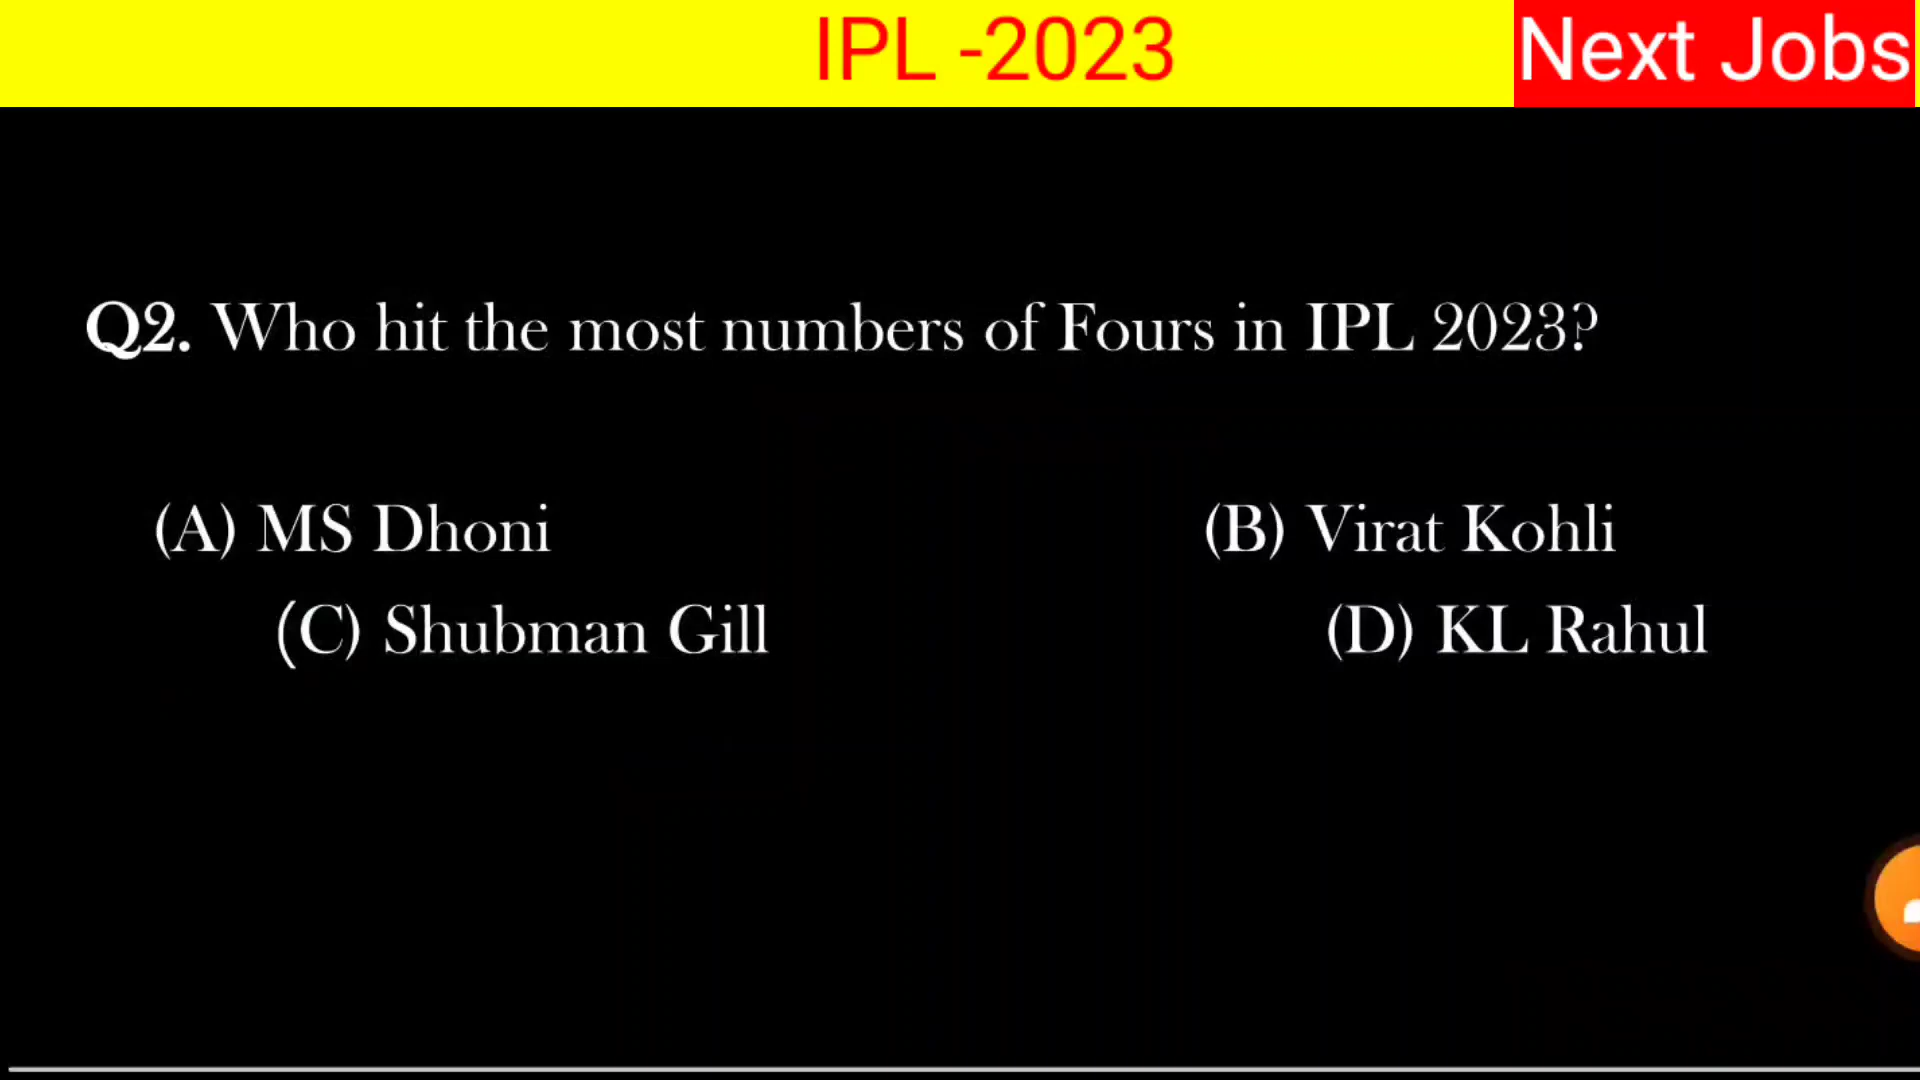 IPL -2023
Next Jobs
Q2. Who hit the most numbers of Fours in IPL 2023?
(A) MS Dhoni
(B) Virat Kohli
(C) Shubman Gill
(D) KL Rahul